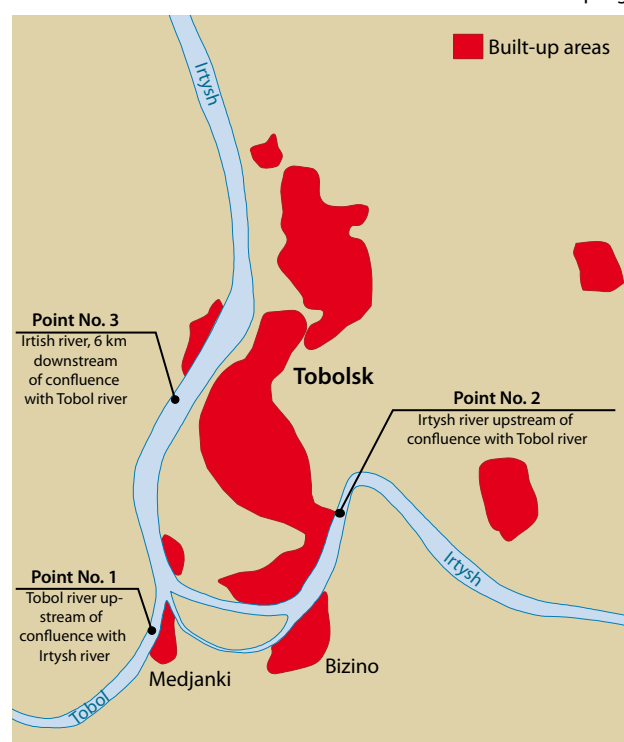 Built-up areas
Irtysh
Point No. 3
Irtish river, 6 km
downstream
of confluence
with Tobol river
Tobolsk
Point No. 2
Irtysh river upstream of
confluence with Tobol river
Irtysh
Point No. 1
Tobol river up-
stream of
confluence with
Irtysh river
Medjanki
Bizino
Tobol